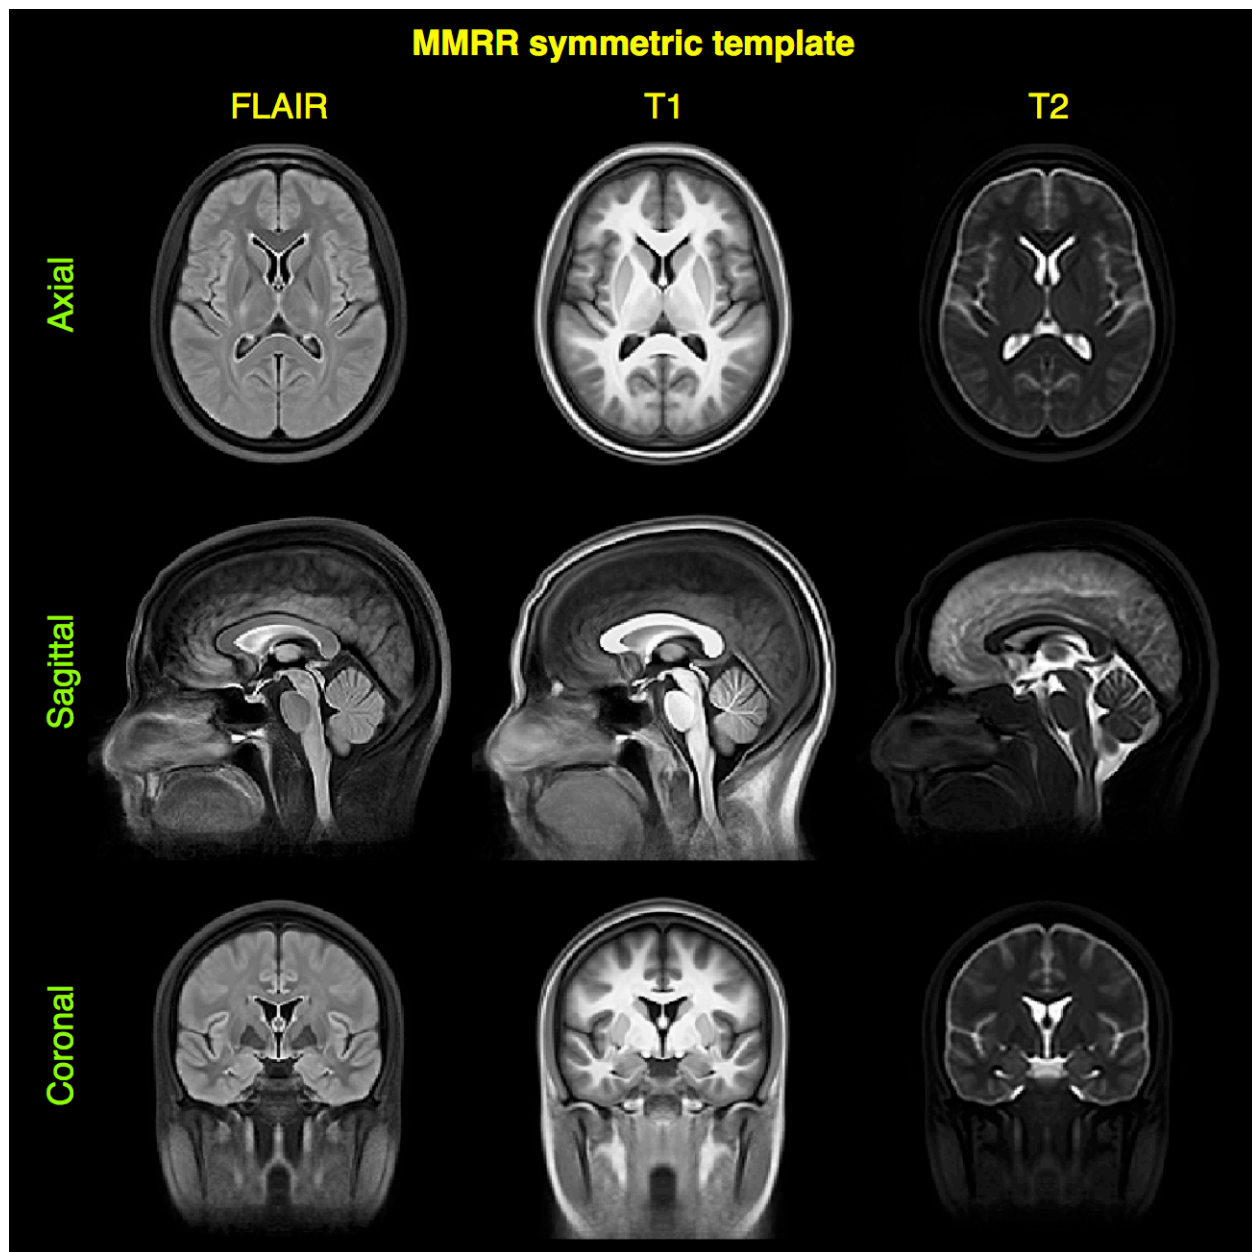 MMRR symmetric template
FLAIR
T1
T2
Axial
Sagittal
Coronal